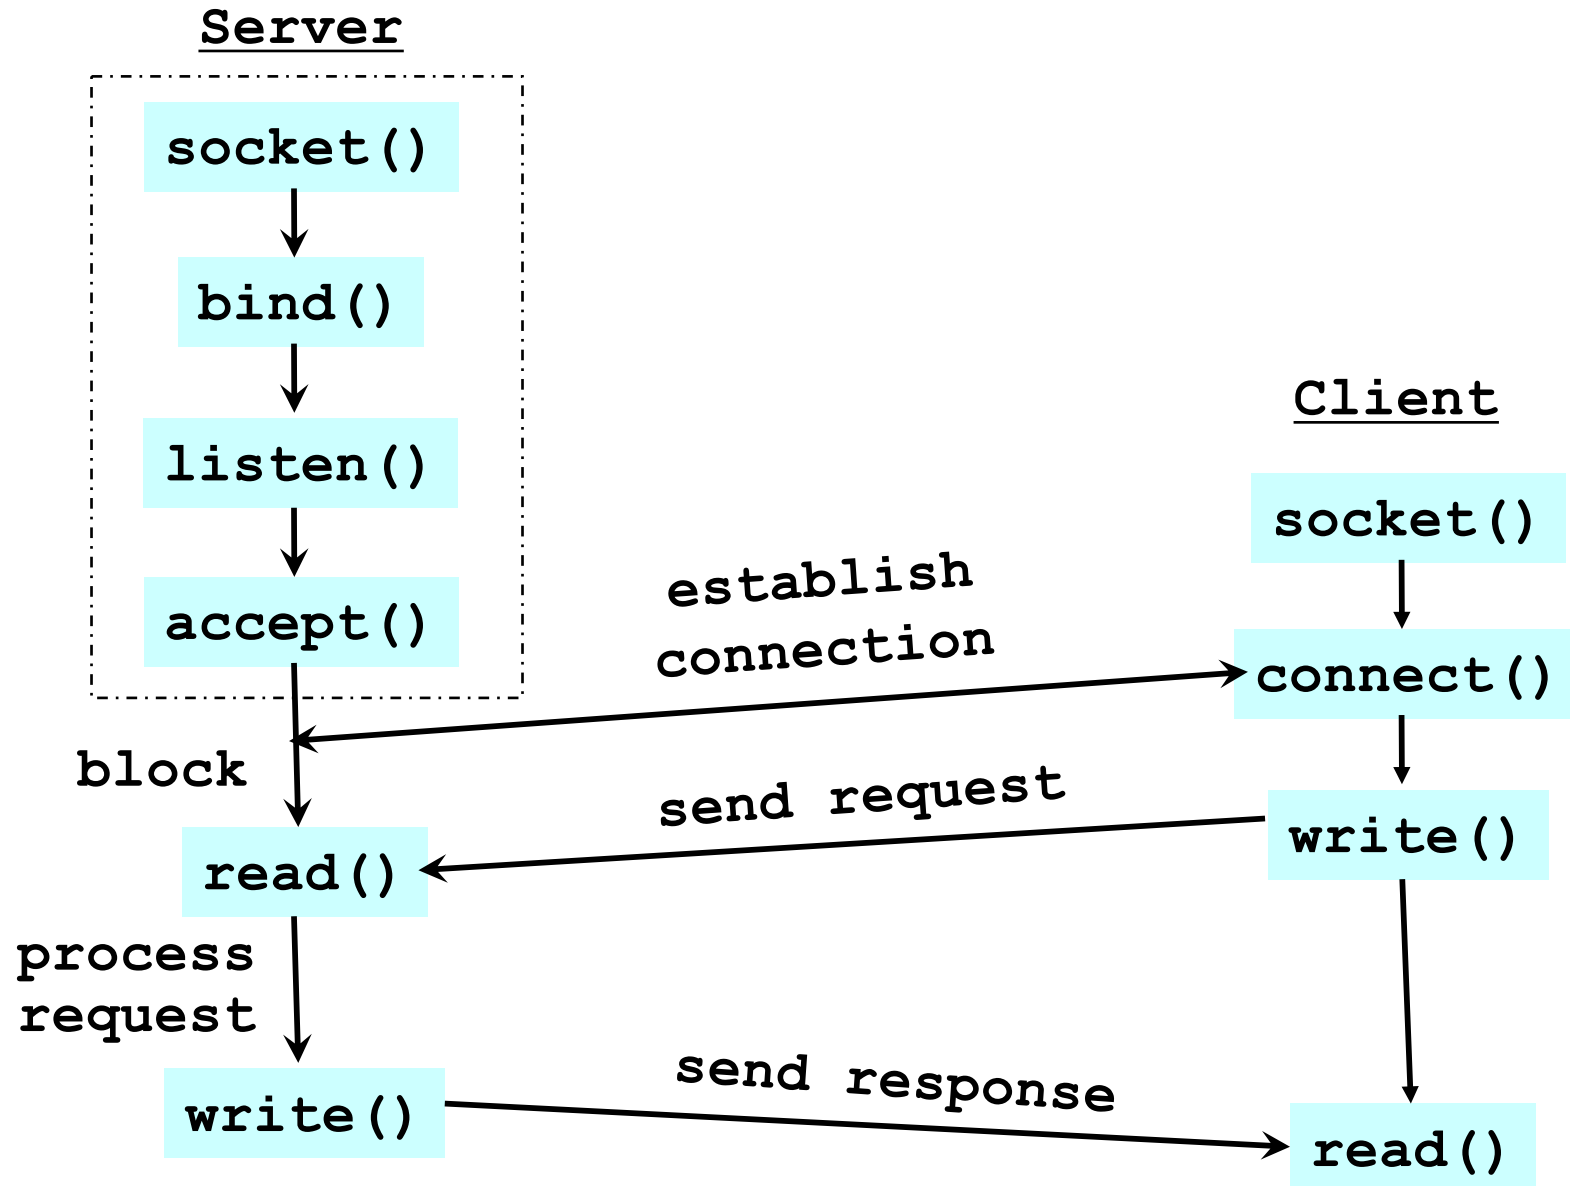 Server
socket()
bind()
listen()
accept()
block
read()
process
request
write()
establish
connection
send request
send response
Client
socket()
connect()
write()
read()